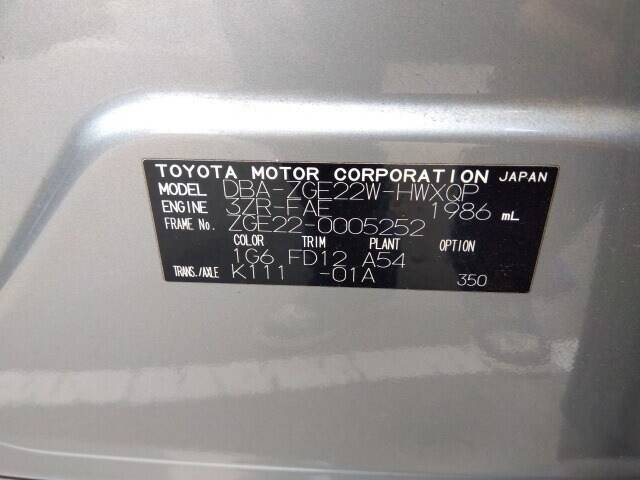 TOYOTA MOTOR CORPORATION JAPAN
MODEL DBA-ZGE22W-HWXQP
ENGINE 3ZR-FAE 1986 mL
FRAME No. ZGE22-0005252
COLOR TRIM PLANT OPTION
1G6 FD12 A54
TRANS./AXLE K111 -01A 350